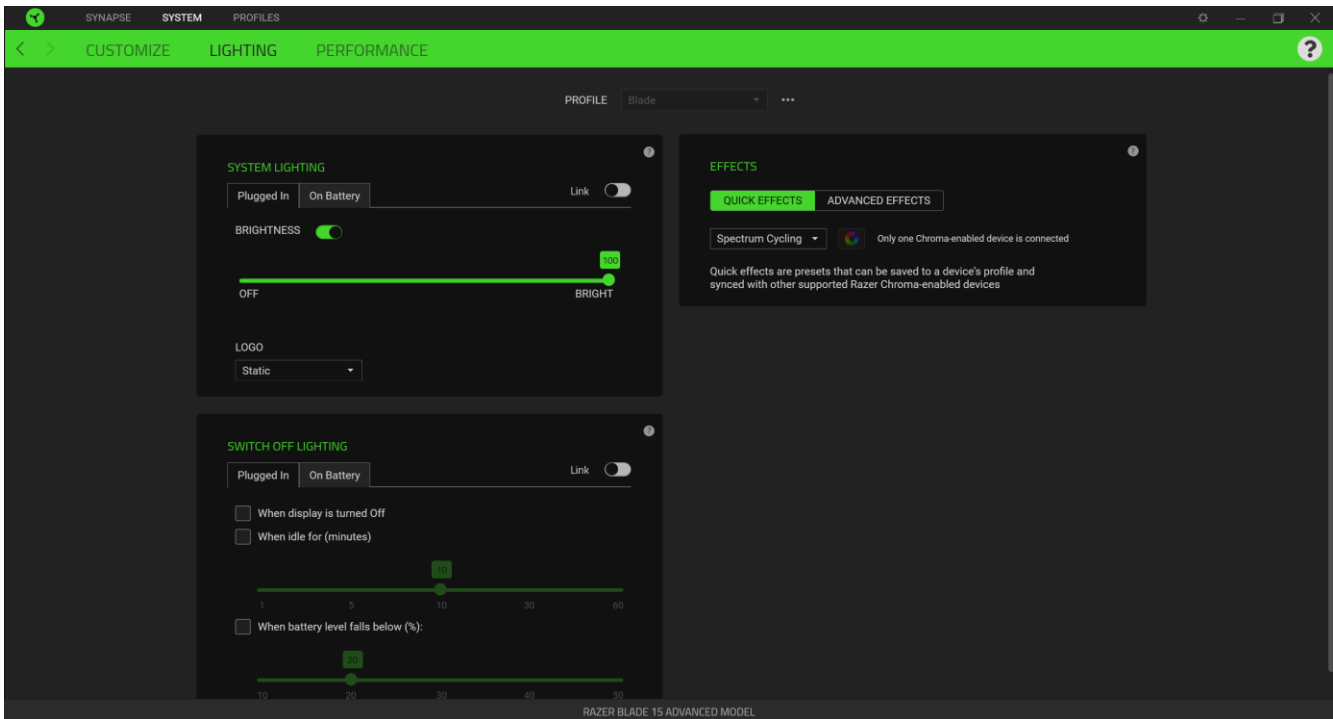 SYNAPSE SYSTEM PROFILES
CUSTOMIZE LIGHTING PERFORMANCE ?
PROFILE Blade
SYSTEM LIGHTING ?
Plugged In On Battery Link
BRIGHTNESS
100
OFF BRIGHT
LOGO
Static
EFFECTS ?
QUICK EFFECTS ADVANCED EFFECTS
Spectrum Cycling Only one Chroma-enabled device is connected
Quick effects are presets that can be saved to a device's profile and
synced with other supported Razer Chroma-enabled devices
SWITCH OFF LIGHTING ?
Plugged In On Battery Link
When display is turned Off
When idle for (minutes)
10
1 5 10 30 60
When battery level falls below (%):
20
10 20 30 40 50
RAZER BLADE 15 ADVANCED MODEL